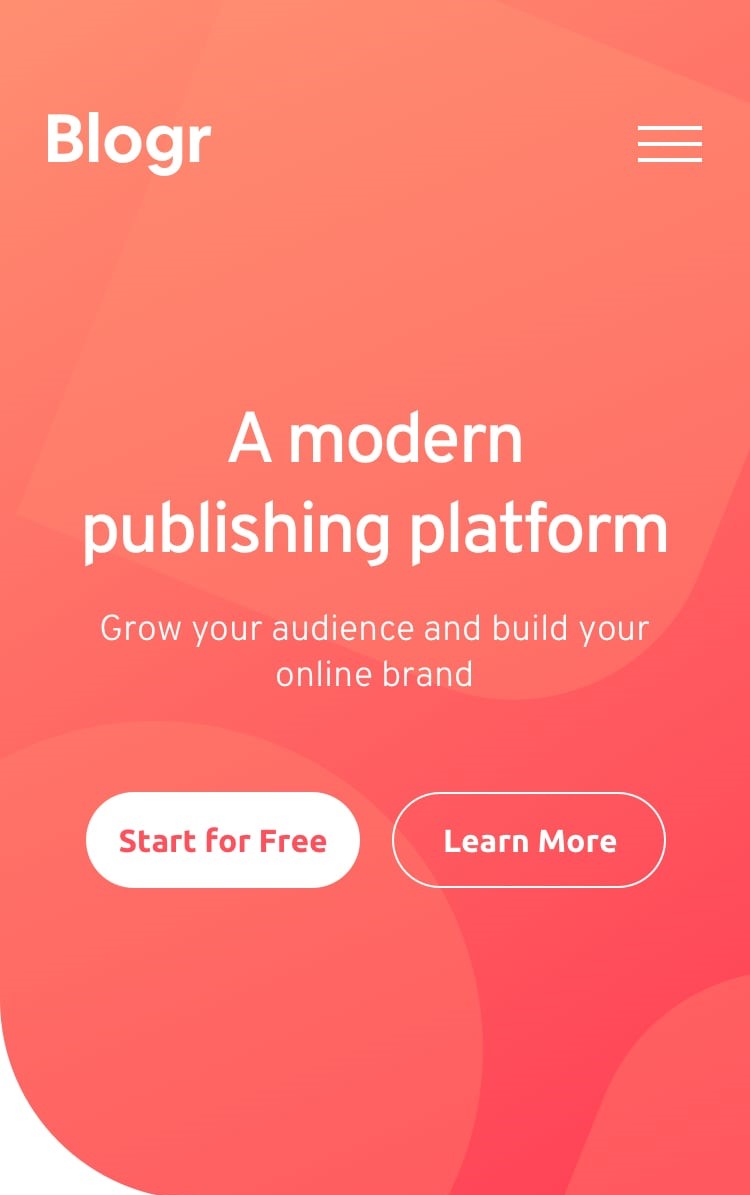 Blogr
A modern
publishing platform
Grow your audience and build your
online brand
Start for Free
Learn More